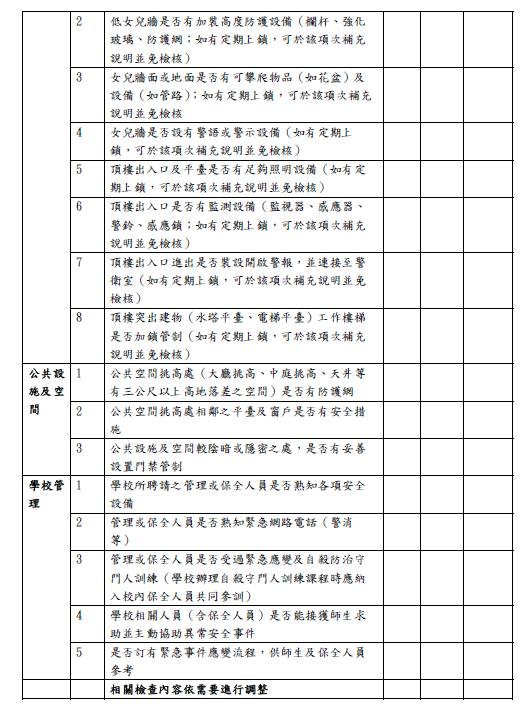 2 低女兒牆是否有加裝高度防護設備（欄杆、強化
玻璃、防護網；如有定期上鎖，可於該項次補充
說明並免檢核）
3 女兒牆面或地面是否有可攀爬物品（如花盆）及
設備（如管路）；如有定期上鎖，可於該項次補充
說明並免檢核
4 女兒牆是否設有警語或警示設備（如有定期上
鎖，可於該項次補充說明並免檢核）
5 頂樓出入口及平臺是否有足夠照明設備（如有定
期上鎖，可於該項次補充說明並免檢核）
6 頂樓出入口是否有監測設備（監視器、感應器、
警鈴、感應鎖；如有定期上鎖，可於該項次補充
說明並免檢核）
7 頂樓出入口進出是否裝設開啟警報，並連接至警
衛室（如有定期上鎖，可於該項次補充說明並免
檢核）
8 頂樓突出建物（水塔平臺、電梯平臺）工作樓梯
是否加鎖管制（如有定期上鎖，可於該項次補充
說明並免檢核）
公共設
施及空
間
1 公共空間挑高處（大廳挑高、中庭挑高、天井等
有三公尺以上高地落差之空間）是否有防護網
2 公共空間挑高處相鄰之平臺及窗戶是否有安全措
施
3 公共設施及空間較陰暗或隱密之處，是否有妥善
設置門禁管制
學校管
理
1 學校所聘請之管理或保全人員是否熟知各項安全
設備
2 管理或保全人員是否熟知緊急網路電話（警消
等）
3 管理或保全人員是否受過緊急應變及自殺防治守
門人訓練（學校辦理自殺守門人訓練課程時應納
入校內保全人員共同參訓）
4 學校相關人員（含保全人員）是否能接獲師生求
助並主動協助異常安全事件
5 是否訂有緊急事件應變流程，供師生及保全人員
參考
相關檢查內容依需要進行調整